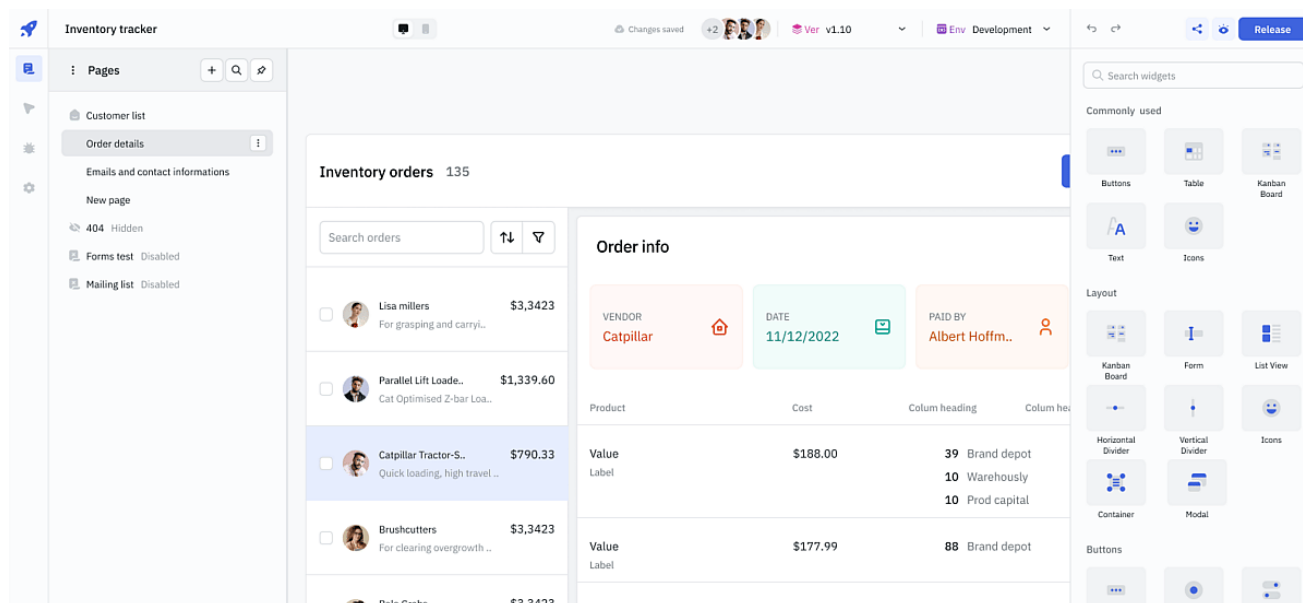 Inventory tracker
Changes saved
+2
Ver v1.10
Env Development
Release
Pages
Customer list
Order details
Emails and contact informations
New page
404 Hidden
Forms test Disabled
Mailing list Disabled
Inventory orders 135
Search orders
Lisa millers $3,3423
For grasping and carryi..
Parallel Lift Loade.. $1,339.60
Cat Optimised Z-bar Loa..
Catpillar Tractor-S.. $790.33
Quick loading, high travel ..
Brushcutters $3,3423
For clearing overgrowth ..
Order info
VENDOR
Catpillar
DATE
11/12/2022
PAID BY
Albert Hoffm..
Product Cost Colum heading Colum hea
Value $188.00 39 Brand depot
Label
10 Warehously
10 Prod capital
Value $177.99 88 Brand depot
Label
Search widgets
Commonly used
Buttons Table Kanban Board
Text Icons
Layout
Kanban Board Form List View
Horizontal Divider Vertical Divider Icons
Container Modal
Buttons